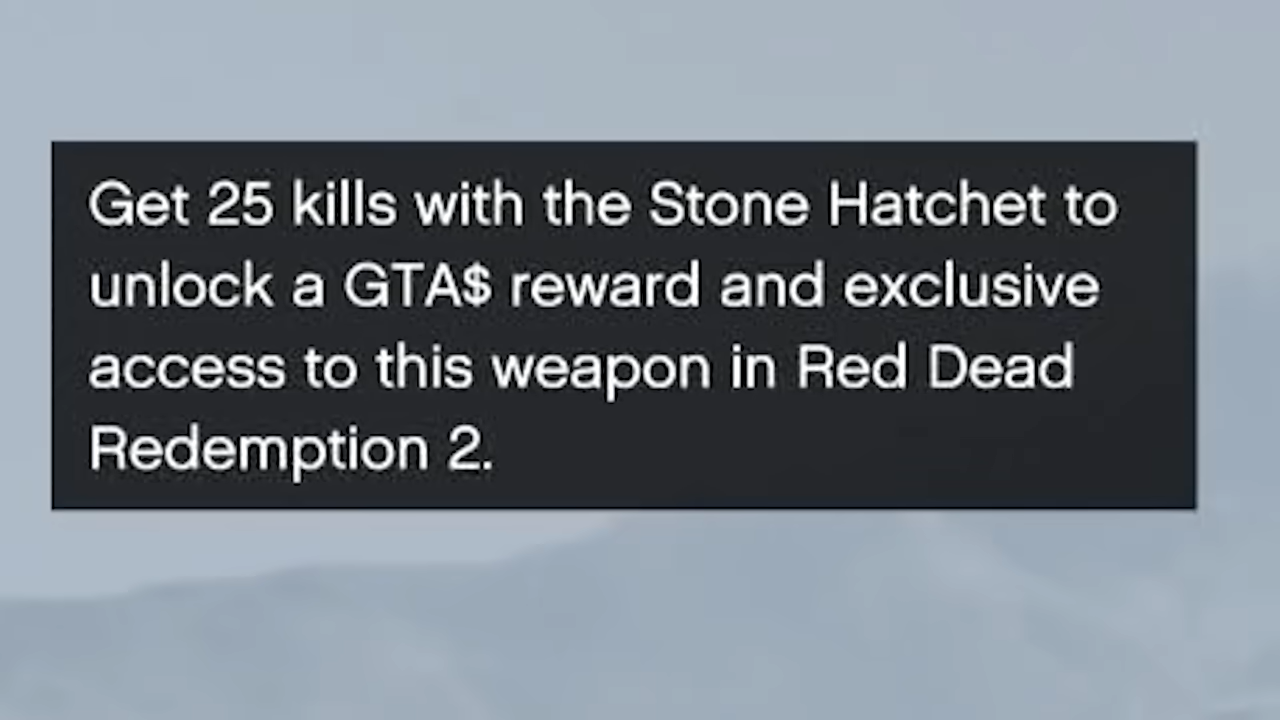 Get 25 kills with the Stone Hatchet to
unlock a GTA$ reward and exclusive
access to this weapon in Red Dead
Redemption 2.